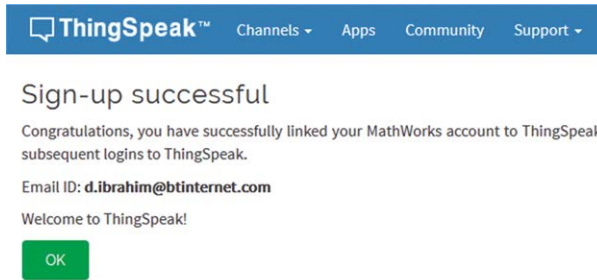 ThingSpeak™ Channels Apps Community Support
Sign-up successful
Congratulations, you have successfully linked your MathWorks account to ThingSpeak
subsequent logins to ThingSpeak.
Email ID: d.ibrahim@btinternet.com
Welcome to ThingSpeak!
OK